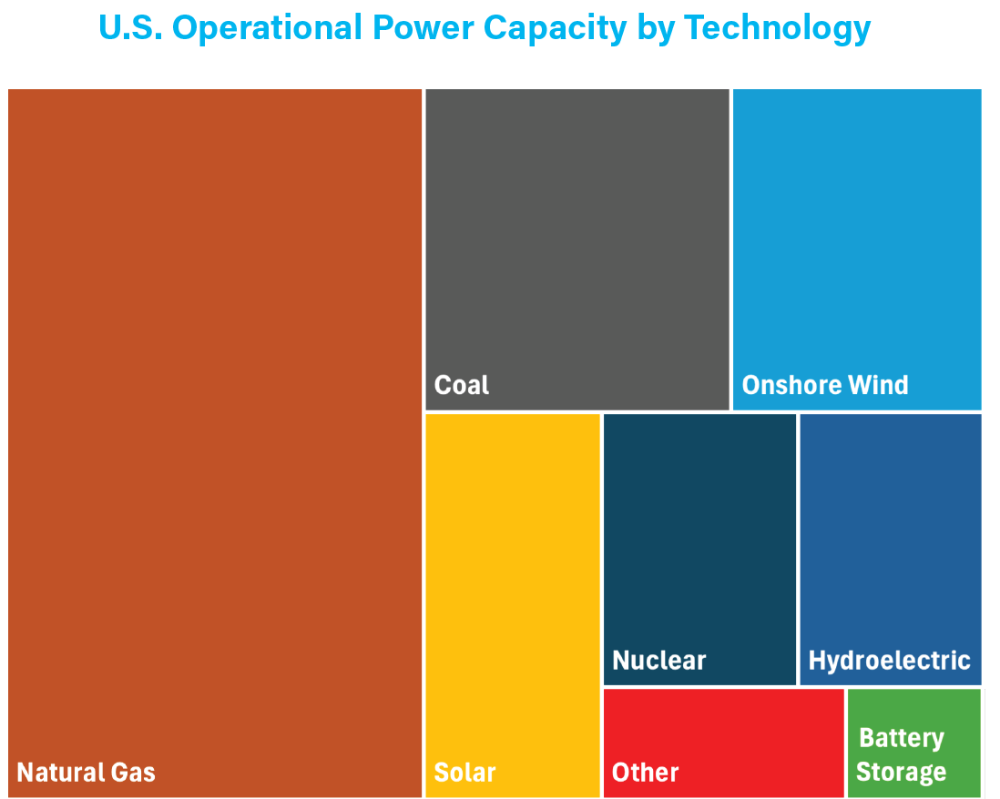 U.S. Operational Power Capacity by Technology
Coal
Onshore Wind
Nuclear
Hydroelectric
Natural Gas
Solar
Other
Battery
Storage